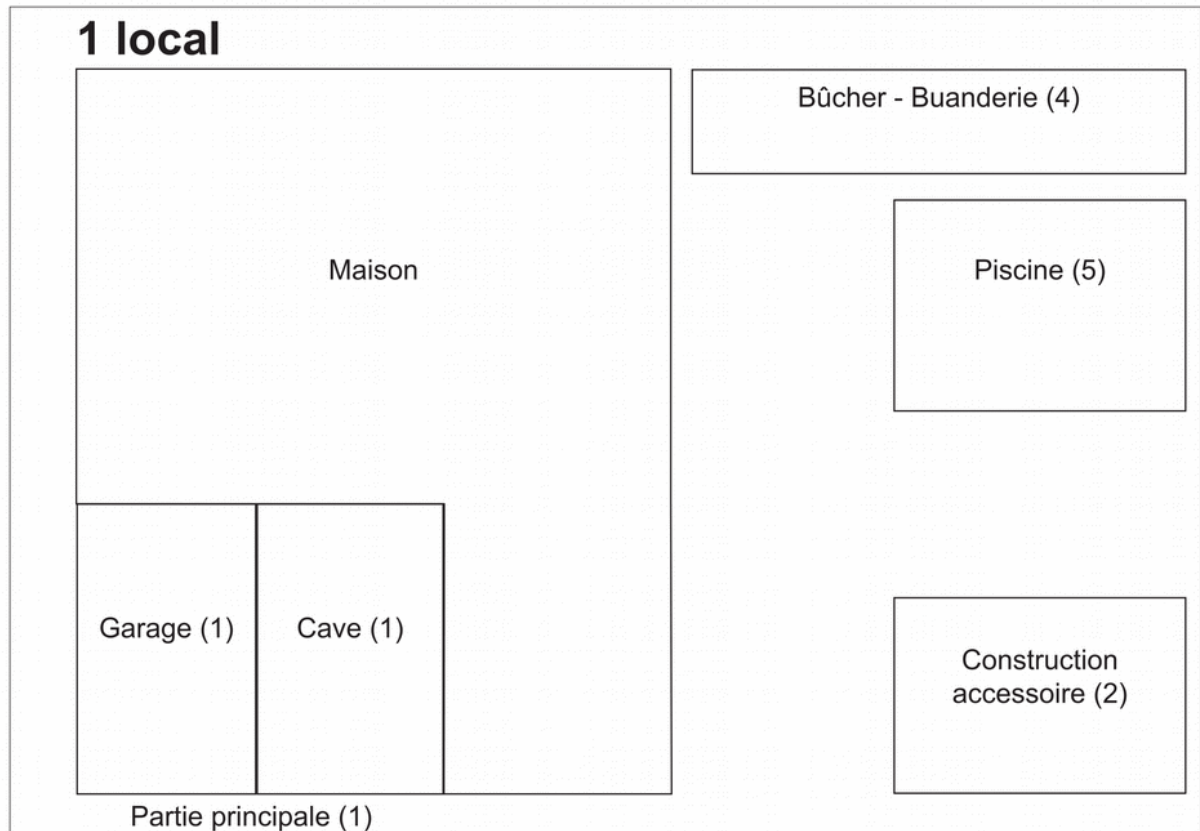 1 local
Bûcher - Buanderie (4)
Maison
Piscine (5)
Garage (1)
Cave (1)
Construction
accessoire (2)
Partie principale (1)